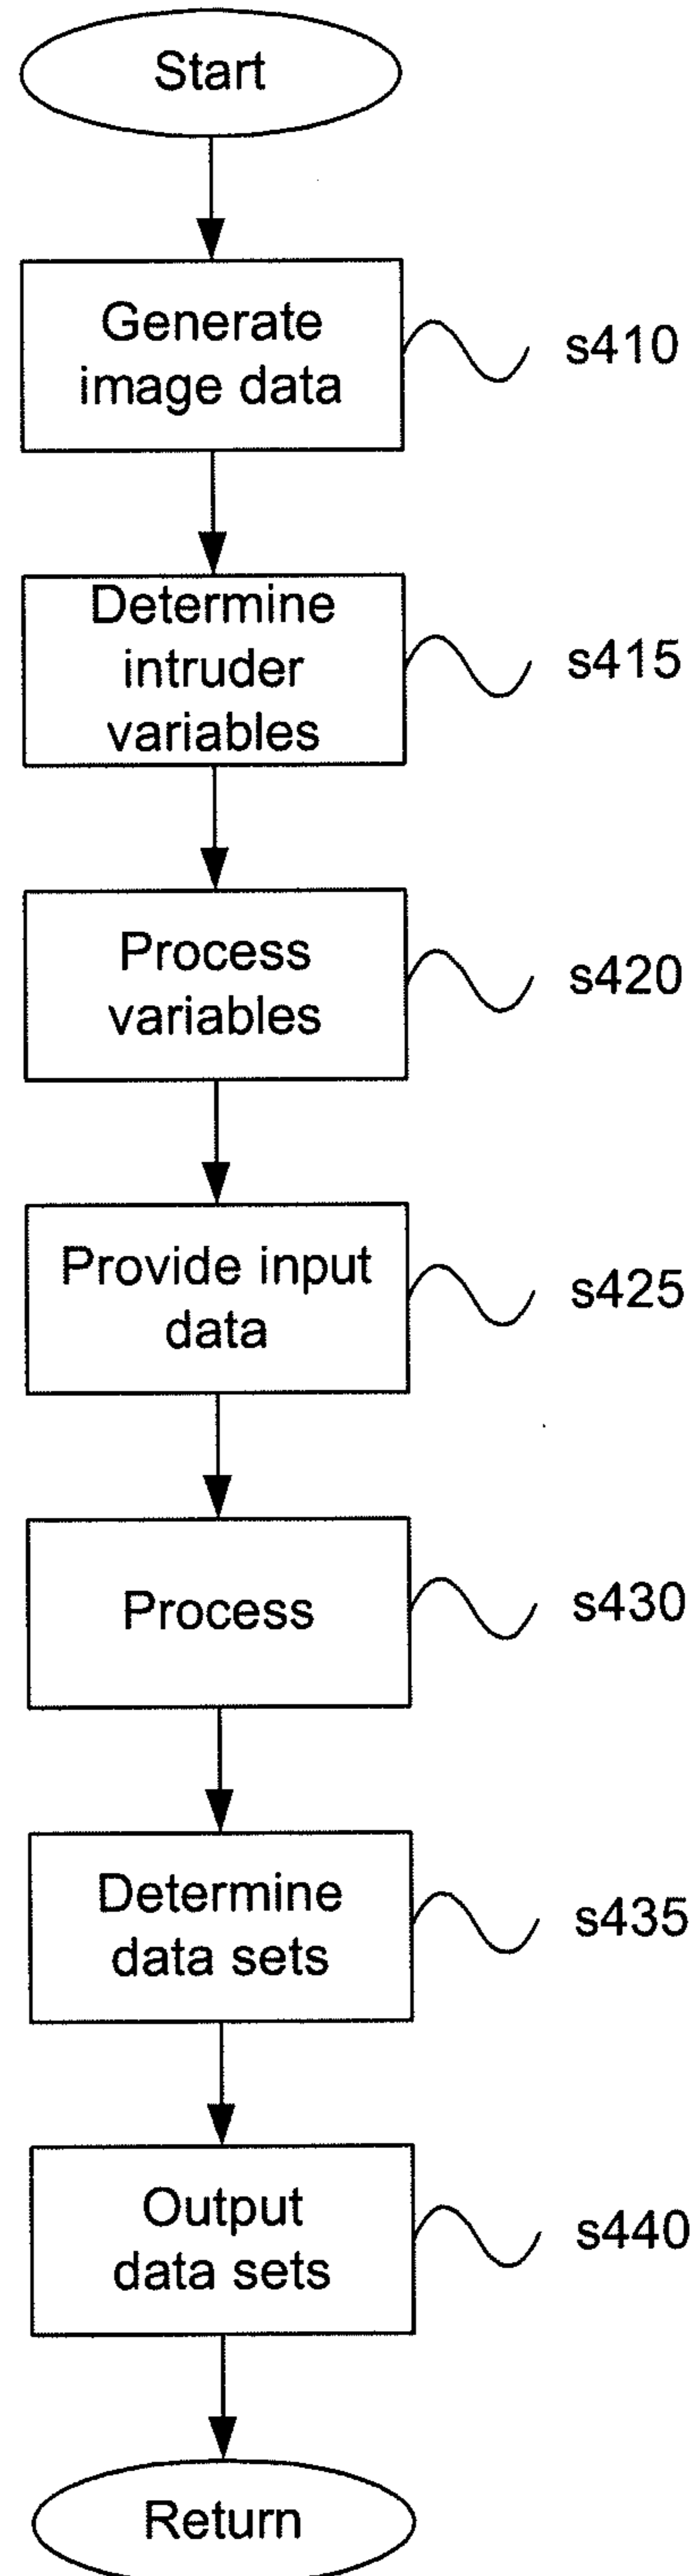 Start
Generate
image data
s410
Determine
intruder
variables
s415
Process
variables
s420
Provide input
data
s425
Process
s430
Determine
data sets
s435
Output
data sets
s440
Return